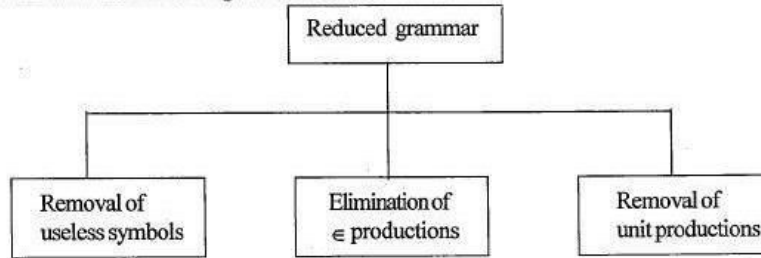 Reduced grammar
Removal of
useless symbols
Elimination of
∈ productions
Removal of
unit productions